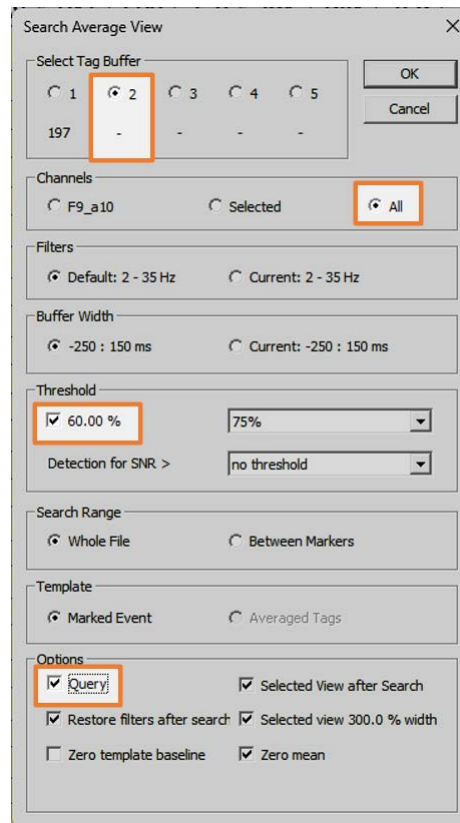 Search Average View
Select Tag Buffer
1 2 3 4 5
197 - - - -
OK
Cancel
Channels
F9_a10 Selected All
Filters
Default: 2 - 35 Hz Current: 2 - 35 Hz
Buffer Width
-250 : 150 ms Current: -250 : 150 ms
Threshold
60.00 % 75%
Detection for SNR > no threshold
Search Range
Whole File Between Markers
Template
Marked Event Averaged Tags
Options
Query Selected View after Search
Restore filters after search Selected view 300.0 % width
Zero template baseline Zero mean